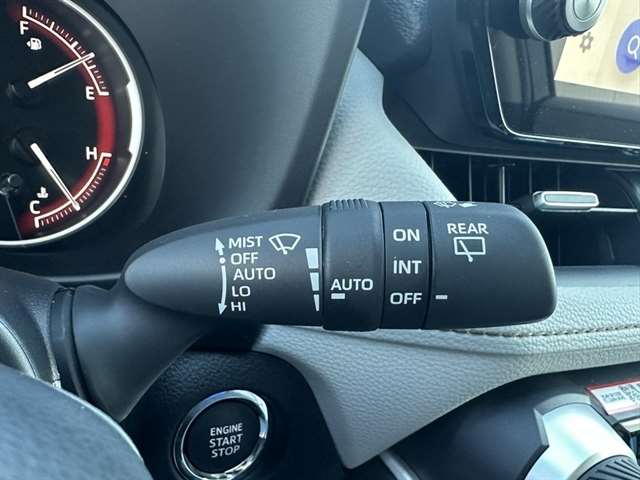 F
E
H
C
MIST
OFF
AUTO
LO
HI
AUTO
ON
INT
OFF
REAR
ENGINE
START
STOP